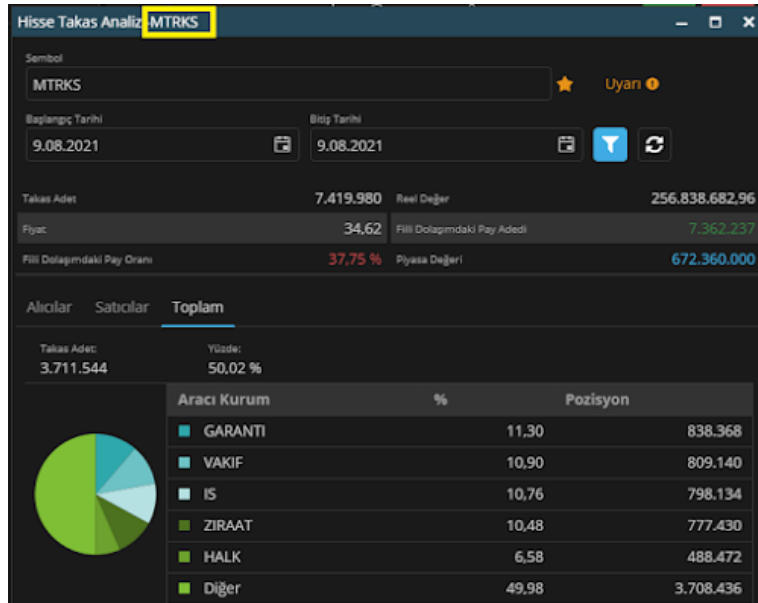 Hisse Takas Analiz -MTRKS
Sembol
MTRKS
Uyarı
Başlangıç Tarihi Bitiş Tarihi
9.08.2021 9.08.2021
Takas Adet 7.419.980 Reel Değer 256.838.682,96
Fiyat 34,62 Fiili Dolaşımdaki Pay Adedi 7.362.237
Fiili Dolaşımdaki Pay Oranı 37,75 % Piyasa Değeri 672.360.000
Alıcılar Satıcılar Toplam
Takas Adet: Yüzde:
3.711.544 50,02 %
Aracı Kurum % Pozisyon
GARANTI 11,30 838.368
VAKIF 10,90 809.140
IS 10,76 798.134
ZIRAAT 10,48 777.430
HALK 6,58 488.472
Diğer 49,98 3.708.436